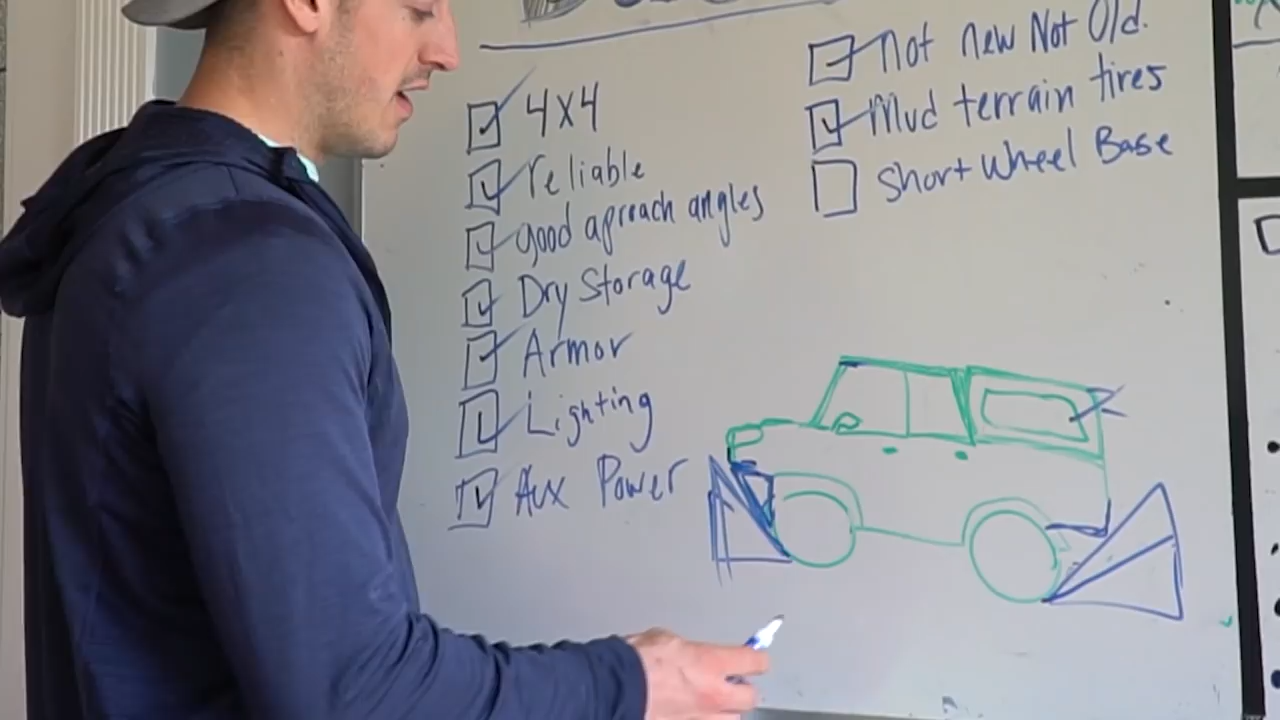 4x4
reliable
good aproach angles
Dry Storage
Armor
Lighting
Aux Power
Not new Not Old.
Mud terrain tires
Short Wheel Base